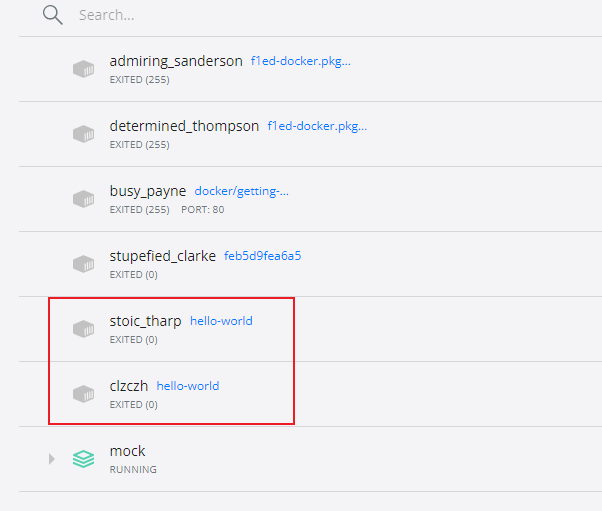 Search...
admiring_sanderson f1ed-docker.pkg...
EXITED (255)
determined_thompson f1ed-docker.pkg...
EXITED (255)
busy_payne docker/getting-...
EXITED (255) PORT: 80
stupefied_clarke feb5d9fea6a5
EXITED (0)
stoic_tharp hello-world
EXITED (0)
clzczh hello-world
EXITED (0)
mock
RUNNING